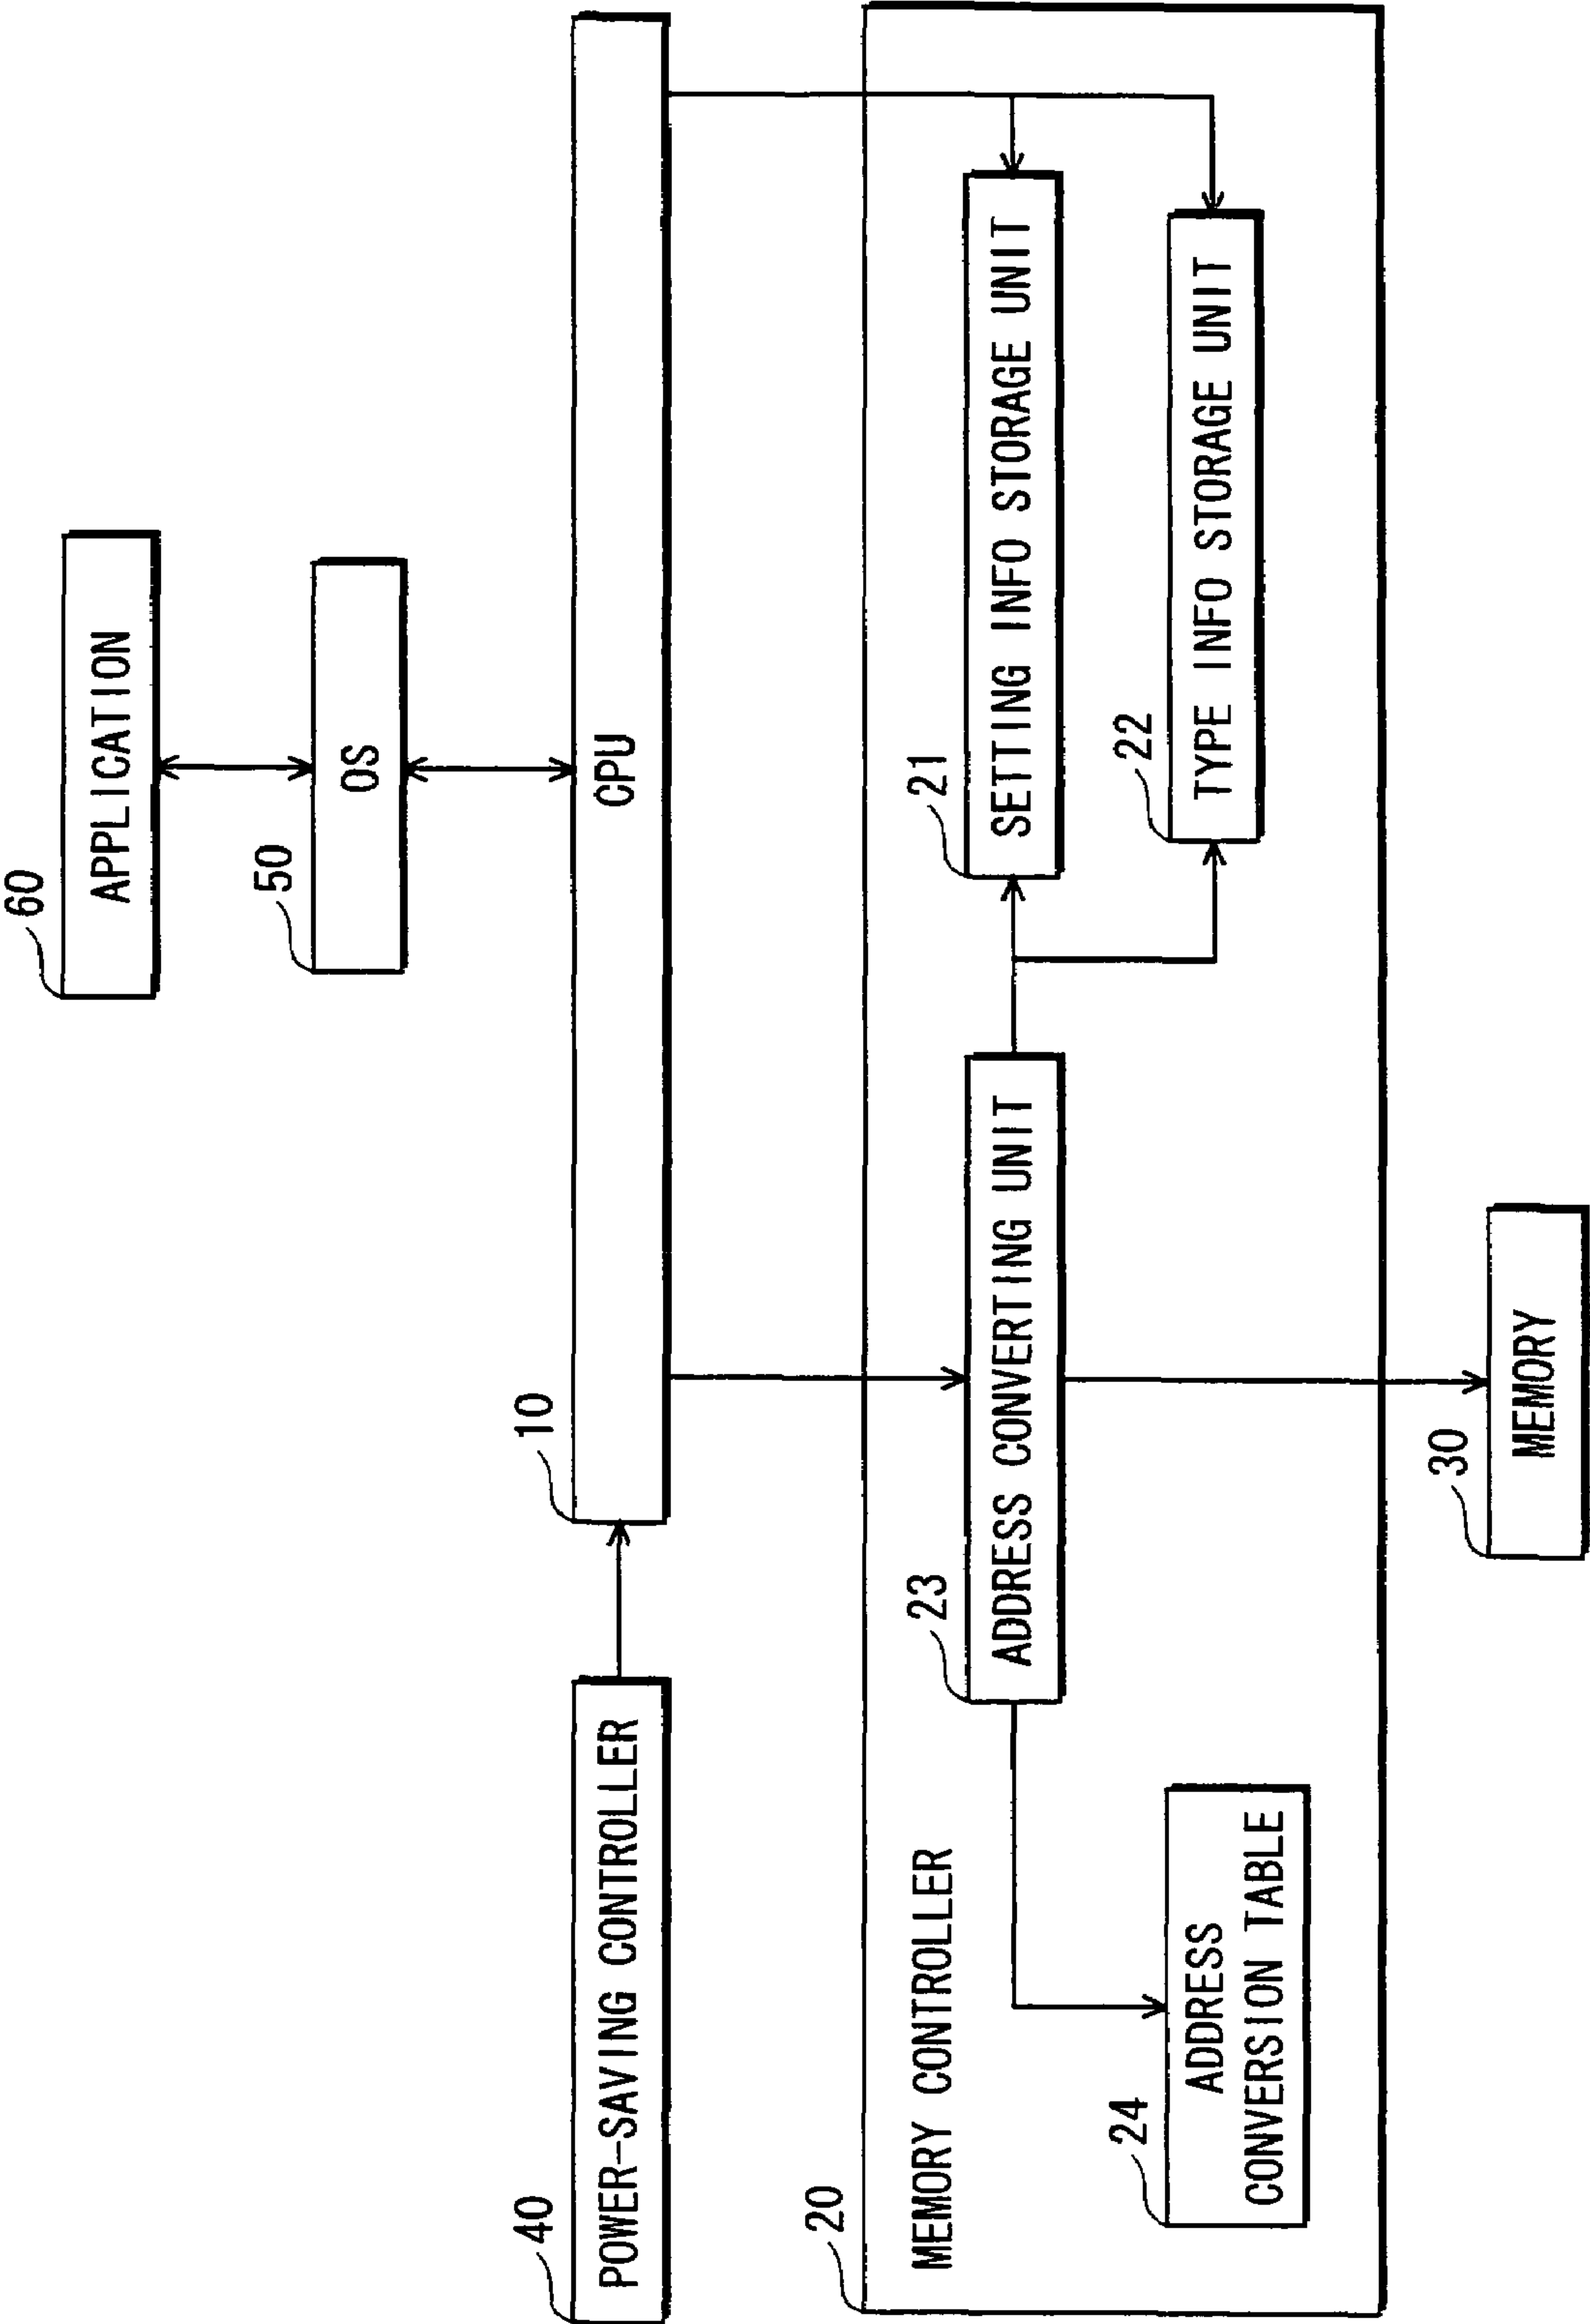 60
APPLICATION
50
OS
10
CPU
40
POWER-SAVING CONTROLLER
20
MEMORY CONTROLLER
23
ADDRESS CONVERTING UNIT
21
SETTING INFO STORAGE UNIT
22
TYPE INFO STORAGE UNIT
24
ADDRESS
CONVERSION TABLE
30
MEMORY